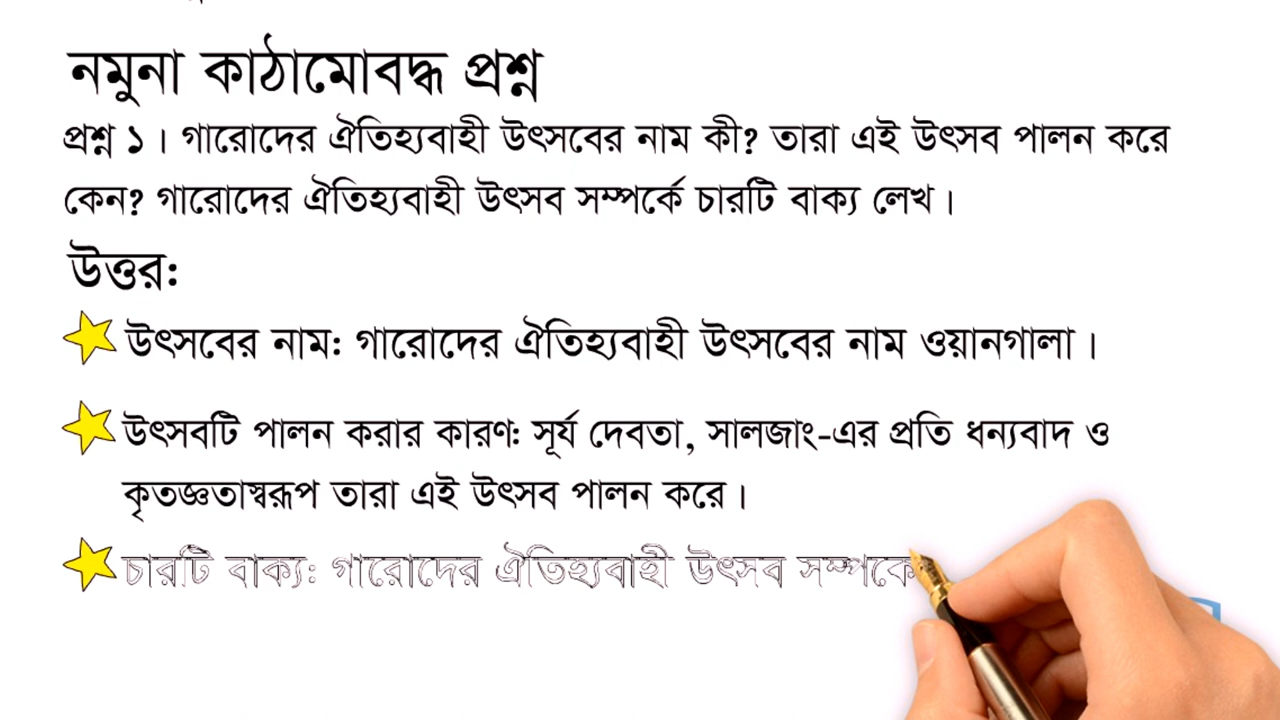 নমুনা কাঠামোবদ্ধ প্রশ্ন
প্রশ্ন ১। গারোদের ঐতিহ্যবাহী উৎসবের নাম কী? তারা এই উৎসব পালন করে
কেন? গারোদের ঐতিহ্যবাহী উৎসব সম্পর্কে চারটি বাক্য লেখ।
উত্তর:
উৎসবের নাম: গারোদের ঐতিহ্যবাহী উৎসবের নাম ওয়ানগালা।
উৎসবটি পালন করার কারণ: সূর্য দেবতা, সালজাং-এর প্রতি ধন্যবাদ ও
কৃতজ্ঞতাস্বরূপ তারা এই উৎসব পালন করে।
চারটি বাক্য: গারোদের ঐতিহ্যবাহী উৎসব